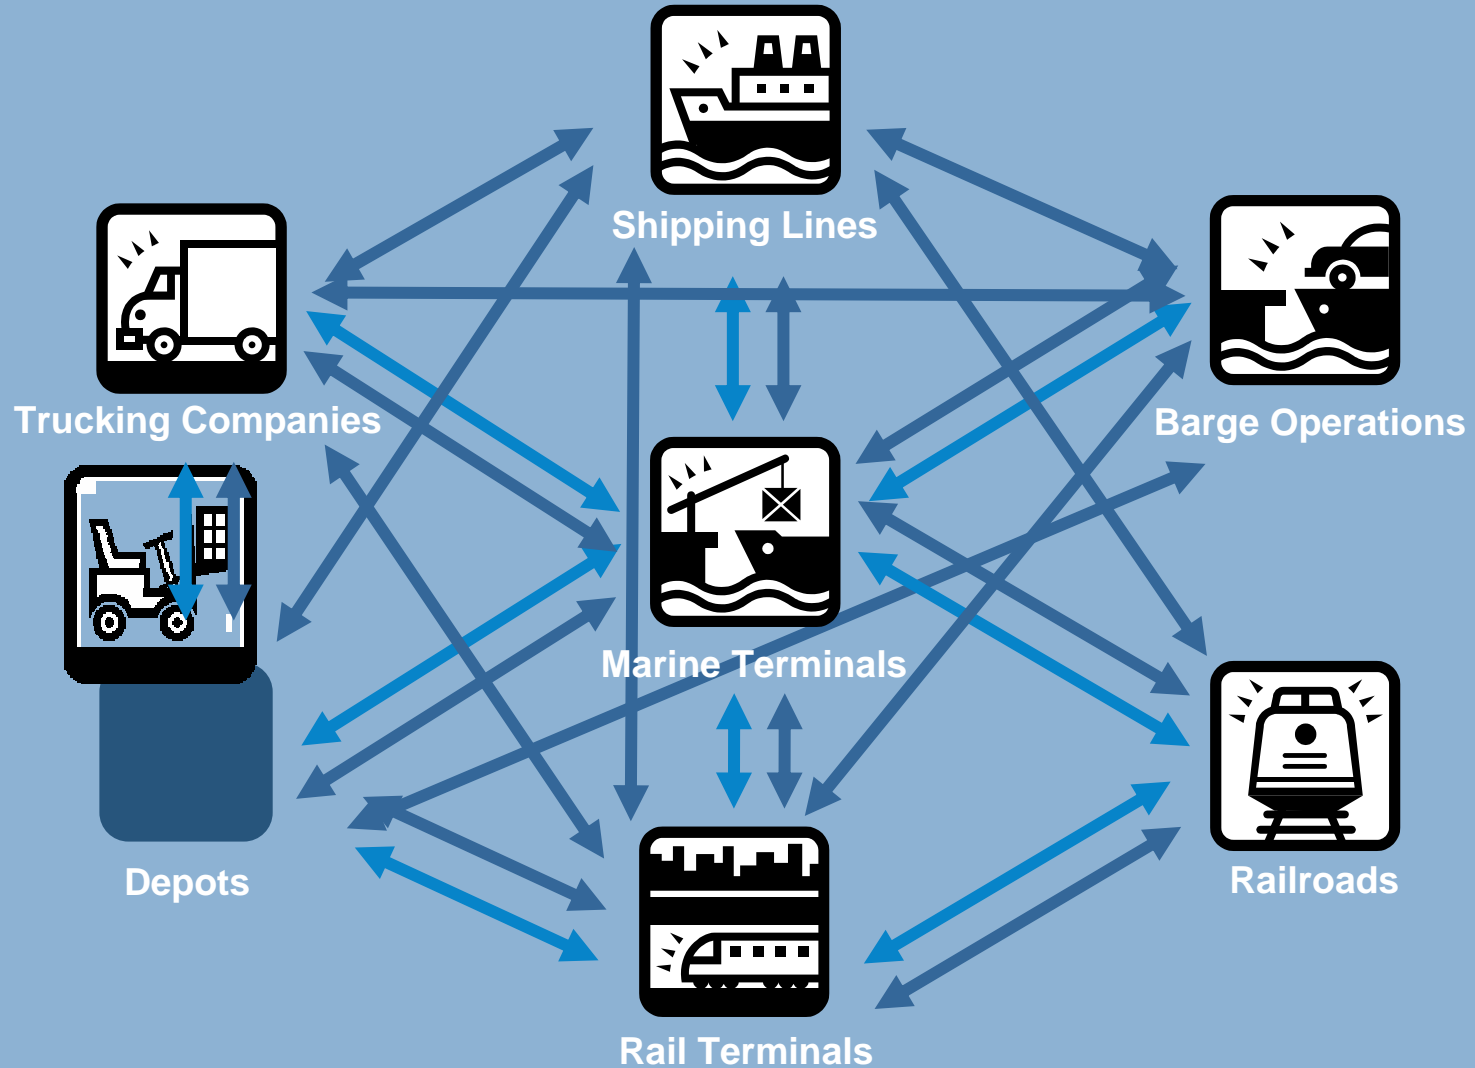 Shipping Lines
Trucking Companies
Barge Operations
Marine Terminals
Depots
Railroads
Rail Terminals